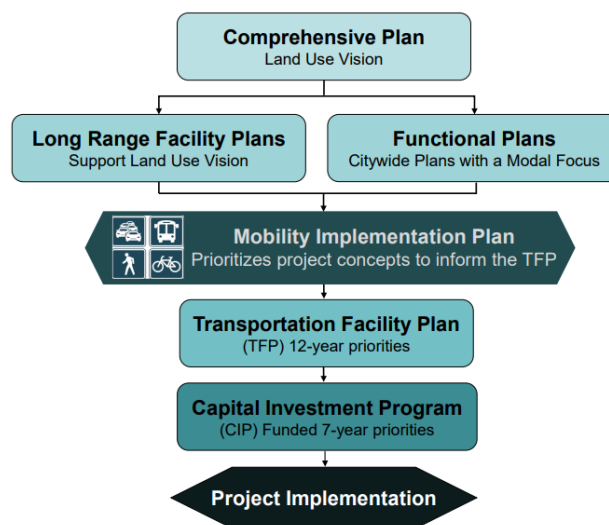 Comprehensive Plan
Land Use Vision
Long Range Facility Plans
Support Land Use Vision
Functional Plans
Citywide Plans with a Modal Focus
Mobility Implementation Plan
Prioritizes project concepts to inform the TFP
Transportation Facility Plan
(TFP) 12-year priorities
Capital Investment Program
(CIP) Funded 7-year priorities
Project Implementation